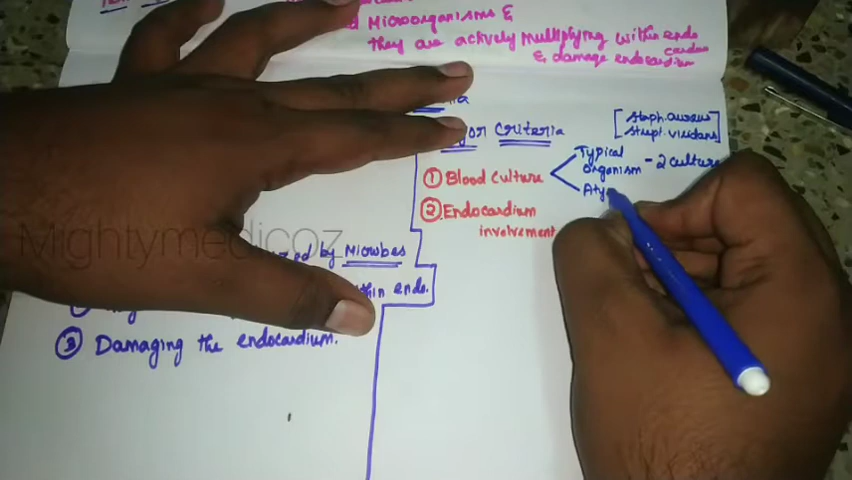 Microorganisms &
they are actively multiplying within endo
cardium
& damage endocardium
Criteria
[Staph. aureus
Strept. viridans]
① Blood Culture
Typical
organism - 2 culture
Aty
② Endocardium
involvement
by Microbes
endo.
③ Damaging the endocardium.
Mightymedicoz